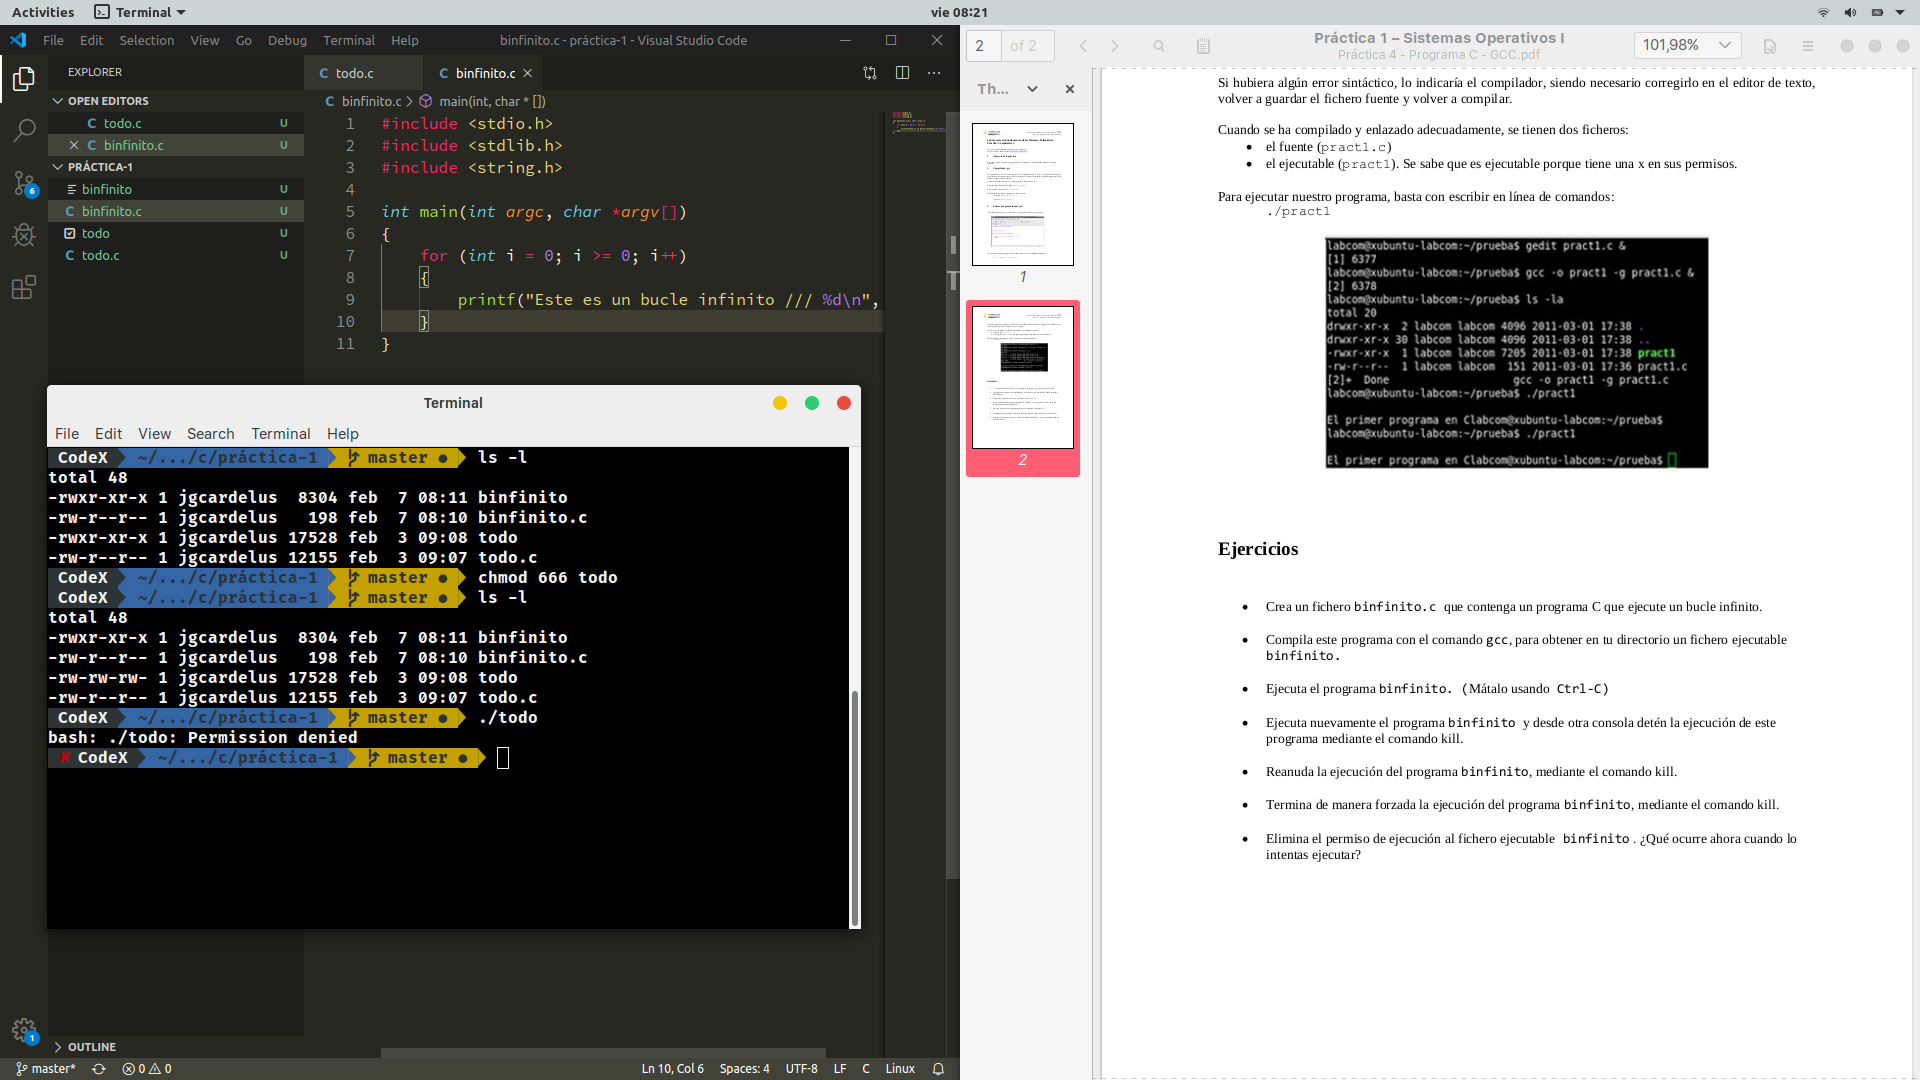 Activities
Terminal
vie 08:21
File Edit Selection View Go Debug Terminal Help
binfinito.c - práctica-1 - Visual Studio Code
EXPLORER
OPEN EDITORS
todo.c U
binfinito.c U
PRÁCTICA-1
binfinito U
binfinito.c U
todo U
todo.c U
OUTLINE
6
1
todo.c
binfinito.c
binfinito.c > main(int, char * [])
1 #include <stdio.h>
2 #include <stdlib.h>
3 #include <string.h>
4
5 int main(int argc, char *argv[])
6 {
7 for (int i = 0; i >= 0; i++)
8 {
9 printf("Este es un bucle infinito /// %d\n",
10 }
11 }
Terminal
File Edit View Search Terminal Help
CodeX ~/.../c/práctica-1 master ● ls -l
total 48
-rwxr-xr-x 1 jgcardelus 8304 feb 7 08:11 binfinito
-rw-r--r-- 1 jgcardelus 198 feb 7 08:10 binfinito.c
-rwxr-xr-x 1 jgcardelus 17528 feb 3 09:08 todo
-rw-r--r-- 1 jgcardelus 12155 feb 3 09:07 todo.c
CodeX ~/.../c/práctica-1 master ● chmod 666 todo
CodeX ~/.../c/práctica-1 master ● ls -l
total 48
-rwxr-xr-x 1 jgcardelus 8304 feb 7 08:11 binfinito
-rw-r--r-- 1 jgcardelus 198 feb 7 08:10 binfinito.c
-rw-rw-rw- 1 jgcardelus 17528 feb 3 09:08 todo
-rw-r--r-- 1 jgcardelus 12155 feb 3 09:07 todo.c
CodeX ~/.../c/práctica-1 master ● ./todo
bash: ./todo: Permission denied
✘ CodeX ~/.../c/práctica-1 master ●
master* 0 0 Ln 10, Col 6 Spaces: 4 UTF-8 LF C Linux
2 of 2
Práctica 1 – Sistemas Operativos I
Práctica 4 - Programa C - GCC.pdf
101,98%
Th...
1
2
Si hubiera algún error sintáctico, lo indicaría el compilador, siendo necesario corregirlo en el editor de texto,
volver a guardar el fichero fuente y volver a compilar.
Cuando se ha compilado y enlazado adecuadamente, se tienen dos ficheros:
• el fuente (pract1.c)
• el ejecutable (pract1). Se sabe que es ejecutable porque tiene una x en sus permisos.
Para ejecutar nuestro programa, basta con escribir en línea de comandos:
./pract1
labcom@xubuntu-labcom:~/prueba$ gedit pract1.c &
[1] 6377
labcom@xubuntu-labcom:~/prueba$ gcc -o pract1 -g pract1.c &
[2] 6378
labcom@xubuntu-labcom:~/prueba$ ls -la
total 20
drwxr-xr-x 2 labcom labcom 4096 2011-03-01 17:38 .
drwxr-xr-x 30 labcom labcom 4096 2011-03-01 17:38 ..
-rwxr-xr-x 1 labcom labcom 7205 2011-03-01 17:38 pract1
-rw-r--r-- 1 labcom labcom 151 2011-03-01 17:36 pract1.c
[2]+ Done gcc -o pract1 -g pract1.c
labcom@xubuntu-labcom:~/prueba$ ./pract1
El primer programa en Clabcom@xubuntu-labcom:~/prueba$
labcom@xubuntu-labcom:~/prueba$ ./pract1
El primer programa en Clabcom@xubuntu-labcom:~/prueba$
Ejercicios
• Crea un fichero binfinito.c que contenga un programa C que ejecute un bucle infinito.
• Compila este programa con el comando gcc, para obtener en tu directorio un fichero ejecutable
binfinito.
• Ejecuta el programa binfinito. (Mátalo usando Ctrl-C)
• Ejecuta nuevamente el programa binfinito y desde otra consola detén la ejecución de este
programa mediante el comando kill.
• Reanuda la ejecución del programa binfinito, mediante el comando kill.
• Termina de manera forzada la ejecución del programa binfinito, mediante el comando kill.
• Elimina el permiso de ejecución al fichero ejecutable binfinito. ¿Qué ocurre ahora cuando lo
intentas ejecutar?